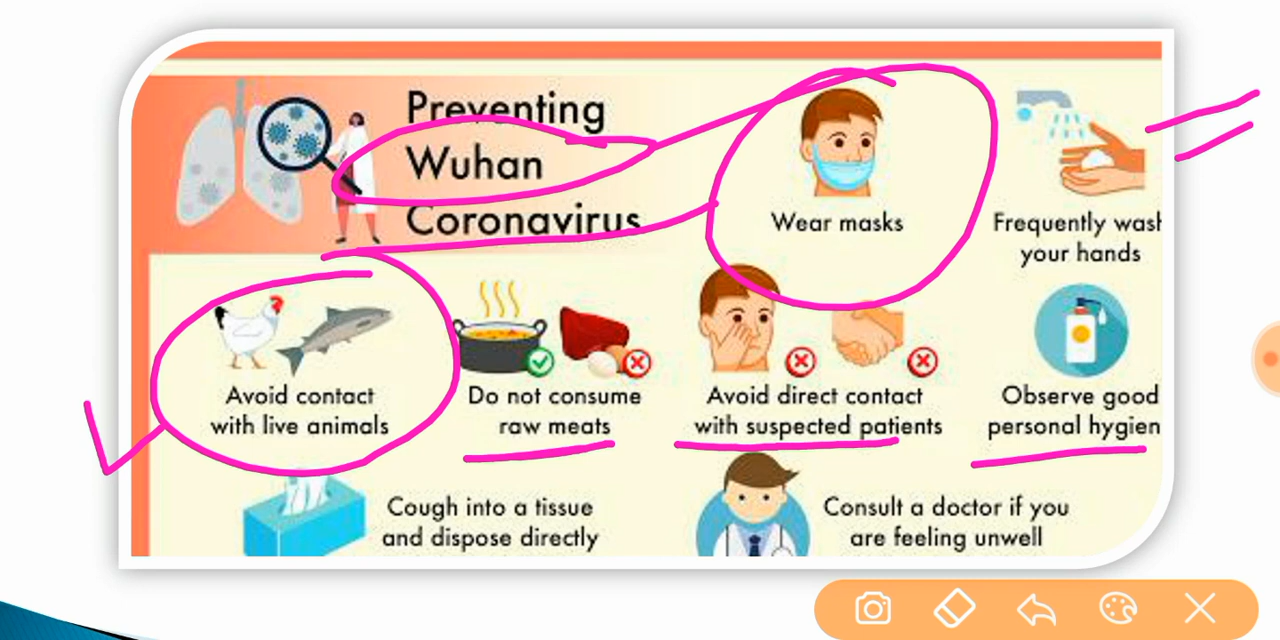 Preventing
Wuhan
Coronavirus
Wear masks
Frequently wash
your hands
Avoid contact
with live animals
Do not consume
raw meats
Avoid direct contact
with suspected patients
Observe good
personal hygien
Cough into a tissue
and dispose directly
Consult a doctor if you
are feeling unwell